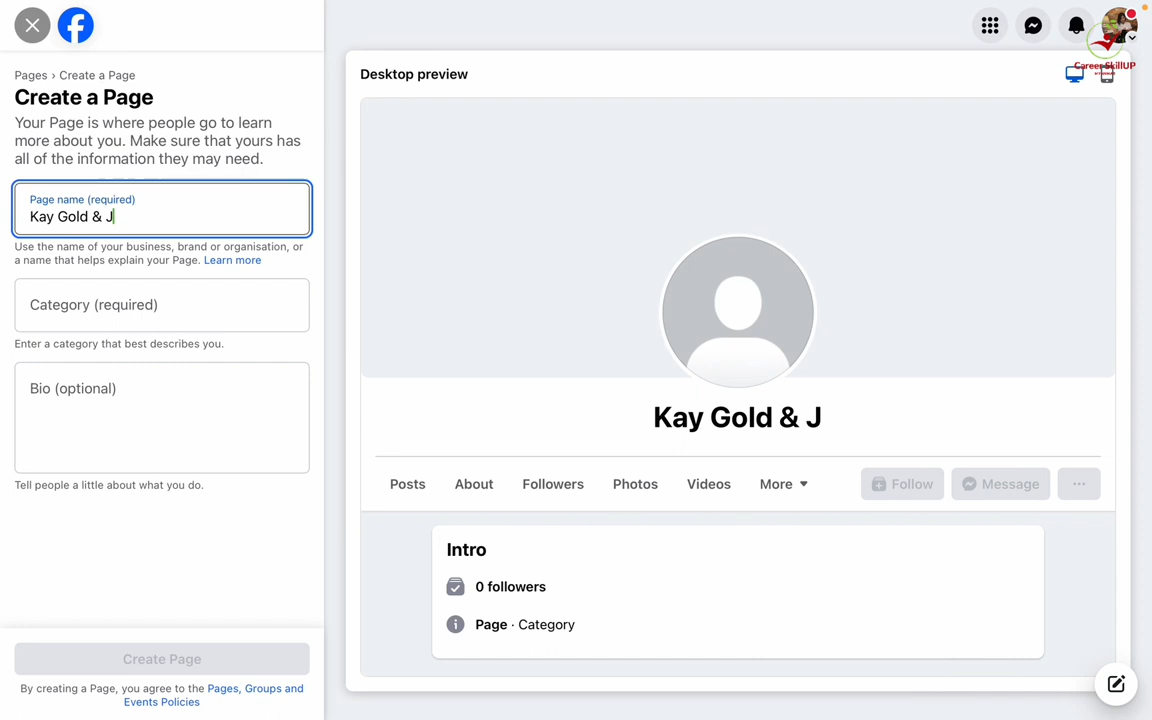 Pages › Create a Page
Create a Page
Your Page is where people go to learn
more about you. Make sure that yours has
all of the information they may need.
Page name (required)
Kay Gold & J
Use the name of your business, brand or organisation, or
a name that helps explain your Page. Learn more
Category (required)
Enter a category that best describes you.
Bio (optional)
Tell people a little about what you do.
Create Page
By creating a Page, you agree to the Pages, Groups and
Events Policies
Career SkillUP
Desktop preview
Kay Gold & J
Posts About Followers Photos Videos More Follow Message ...
Intro
0 followers
Page · Category